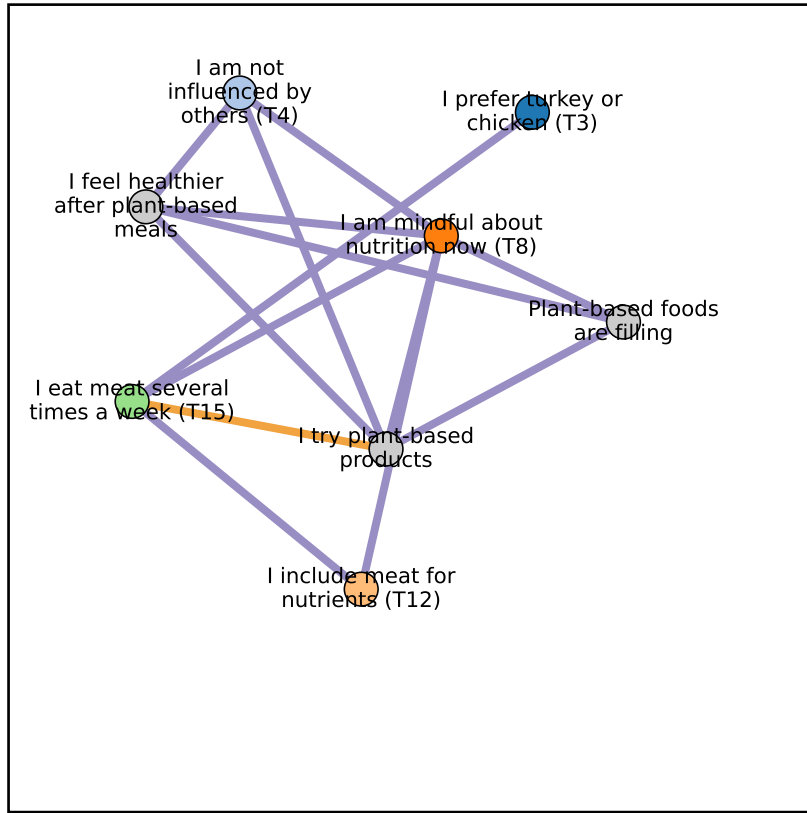 I am not
influenced by
others (T4)
I prefer turkey or
chicken (T3)
I feel healthier
after plant-based
meals
I am mindful about
nutrition now (T8)
Plant-based foods
are filling
I eat meat several
times a week (T15)
I try plant-based
products
I include meat for
nutrients (T12)